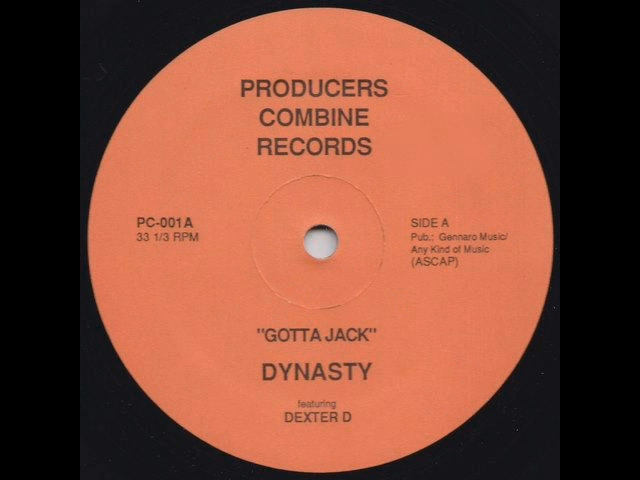 PRODUCERS
COMBINE
RECORDS
PC-001A
33 1/3 RPM
SIDE A
Pub.: Gennaro Music/
Any Kind of Music
(ASCAP)
"GOTTA JACK"
DYNASTY
featuring
DEXTER D